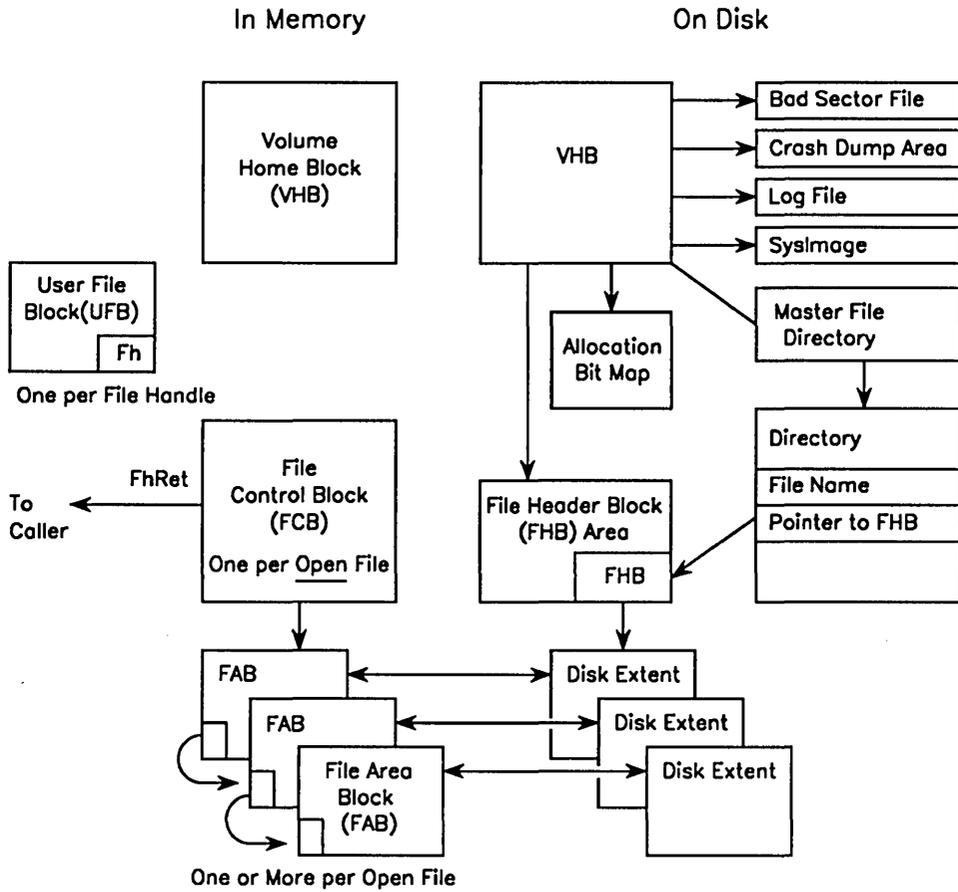 In Memory
On Disk
Volume
Home Block
(VHB)
VHB
Bad Sector File
Crash Dump Area
Log File
SysImage
User File
Block(UFB)
Fh
One per File Handle
Allocation
Bit Map
Master File
Directory
Directory
File Name
Pointer to FHB
FhRet
To
Caller
File
Control Block
(FCB)
One per Open File
File Header Block
(FHB) Area
FHB
FAB
FAB
File Area
Block
(FAB)
Disk Extent
Disk Extent
Disk Extent
One or More per Open File